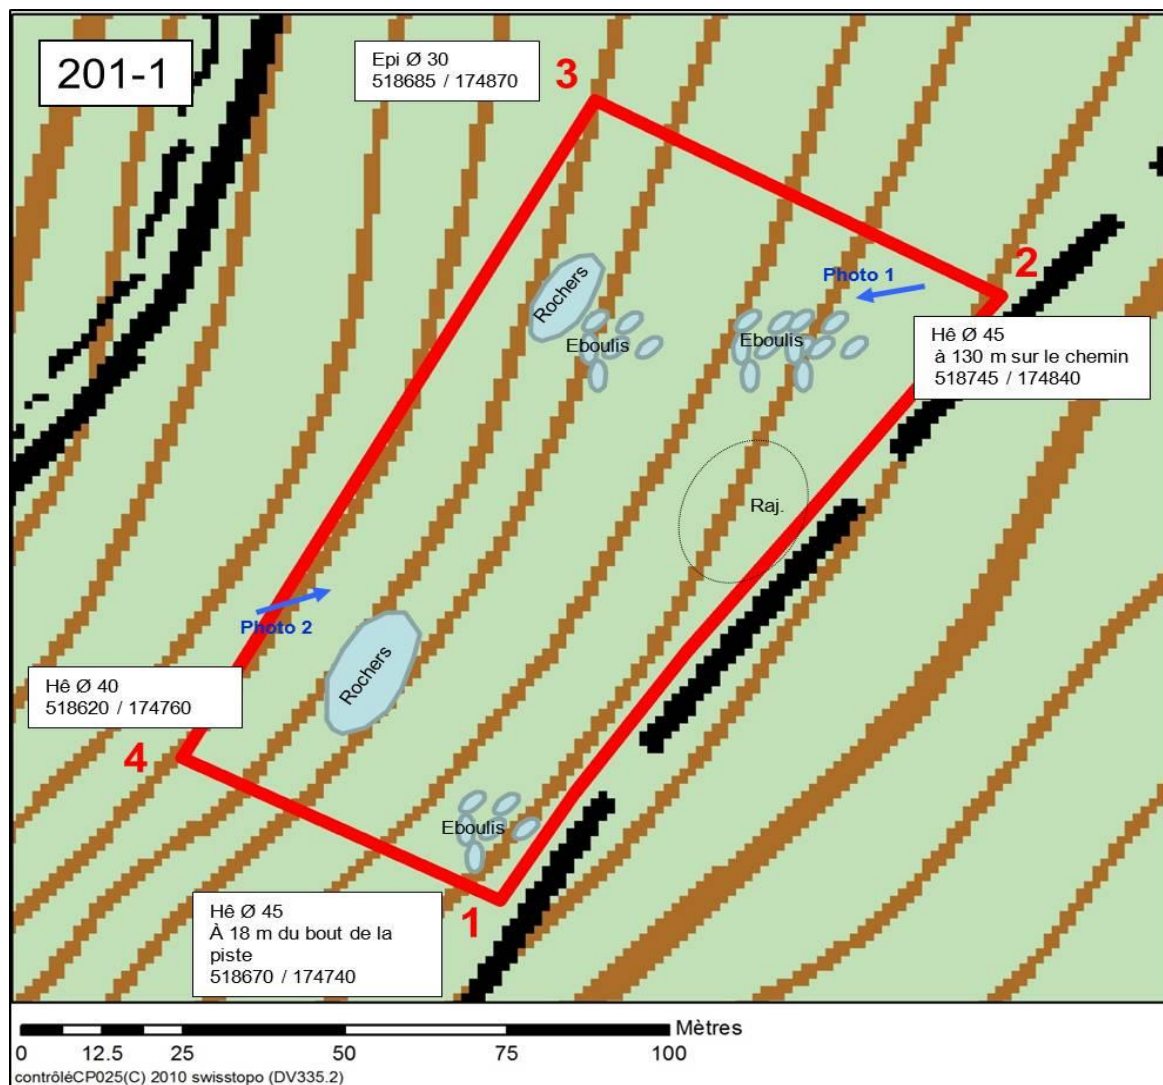 201-1
Epi Ø 30
518685 / 174870
3
2
Photo 1
Rochers
Eboulis
Eboulis
Hê Ø 45
à 130 m sur le chemin
518745 / 174840
Raj.
Photo 2
Rochers
Hê Ø 40
518620 / 174760
4
Eboulis
Hê Ø 45
À 18 m du bout de la
piste
518670 / 174740
1
Mètres
0 12.5 25 50 75 100
contrôléCP025(C) 2010 swisstopo (DV335.2)